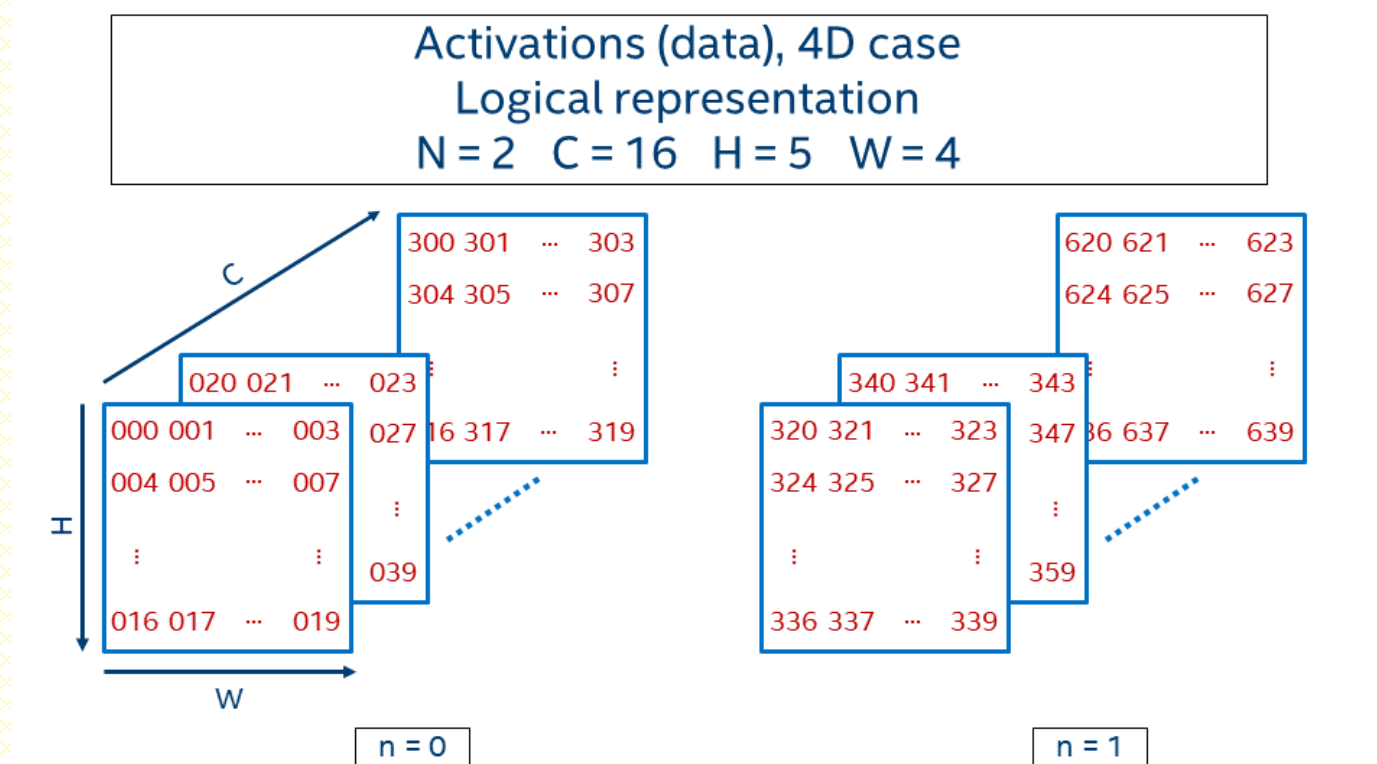 Activations (data), 4D case
Logical representation
N = 2 C = 16 H = 5 W = 4
C
300 301 ... 303
304 305 ... 307
⋮ ⋮
16 317 ... 319
020 021 ... 023
027
⋮
039
000 001 ... 003
004 005 ... 007
⋮ ⋮
016 017 ... 019
H
W
n = 0
620 621 ... 623
624 625 ... 627
⋮ ⋮
36 637 ... 639
340 341 ... 343
347
⋮
359
320 321 ... 323
324 325 ... 327
⋮ ⋮
336 337 ... 339
n = 1